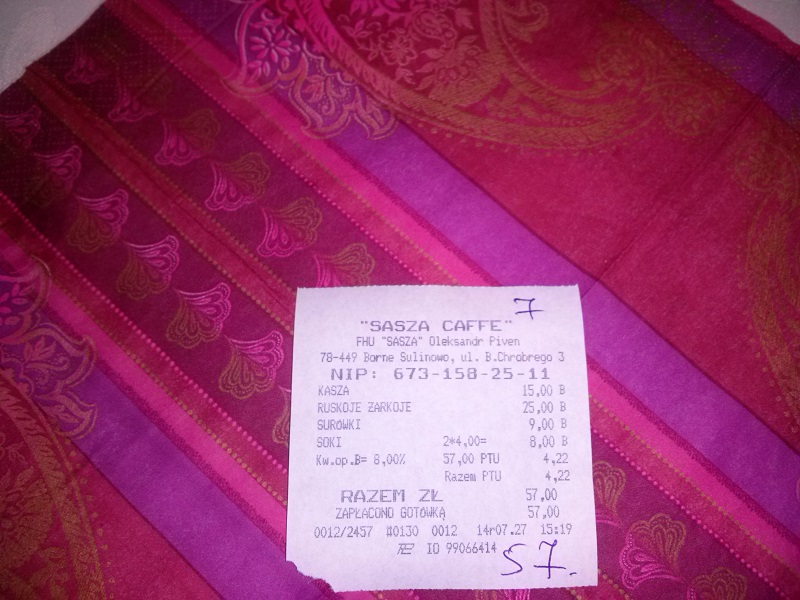 7
"SASZA CAFFE"
FHU "SASZA" Oleksandr Piven
78-449 Borne Sulinowo, ul. B.Chrobrego 3
NIP: 673-158-25-11
KASZA 15,00 B
RUSKOJE ZARKOJE 25,00 B
SURÓWKI 9,00 B
SOKI 2*4,00= 8,00 B
Kw.op.B= 8,00% 57,00 PTU 4,22
Razem PTU 4,22
RAZEM ZŁ 57,00
ZAPŁACONO GOTÓWKĄ 57,00
0012/2457 #0130 0012 14r07.27 15:19
IO 99066414
57.